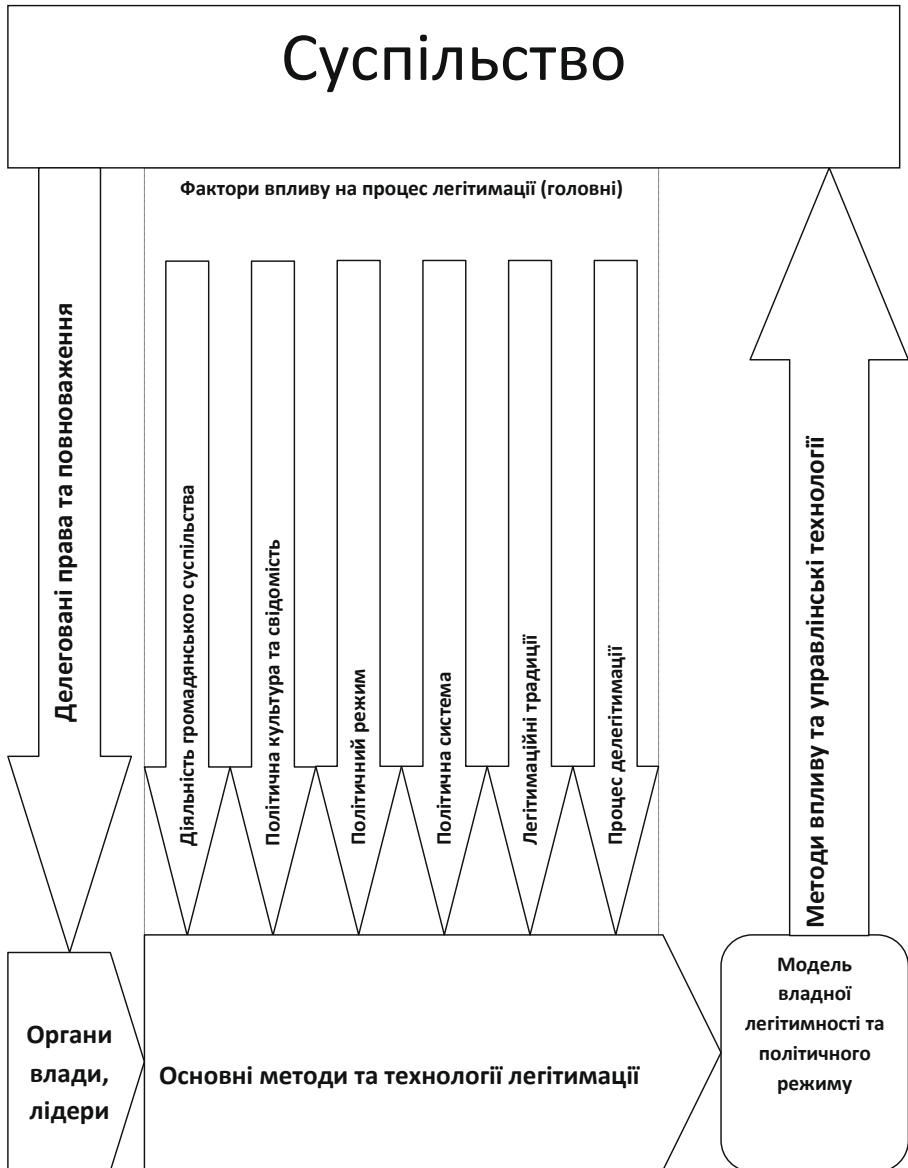 Суспільство
Фактори впливу на процес легітимації (головні)
Делеговані права та повноваження
Діяльність громадянського суспільства
Політична культура та свідомість
Політичний режим
Політична система
Легітимаційні традиції
Процес делегітимації
Методи впливу та управлінські технології
Органи
влади,
лідери
Основні методи та технології легітимації
Модель
владної
легітимності та
політичного
режиму